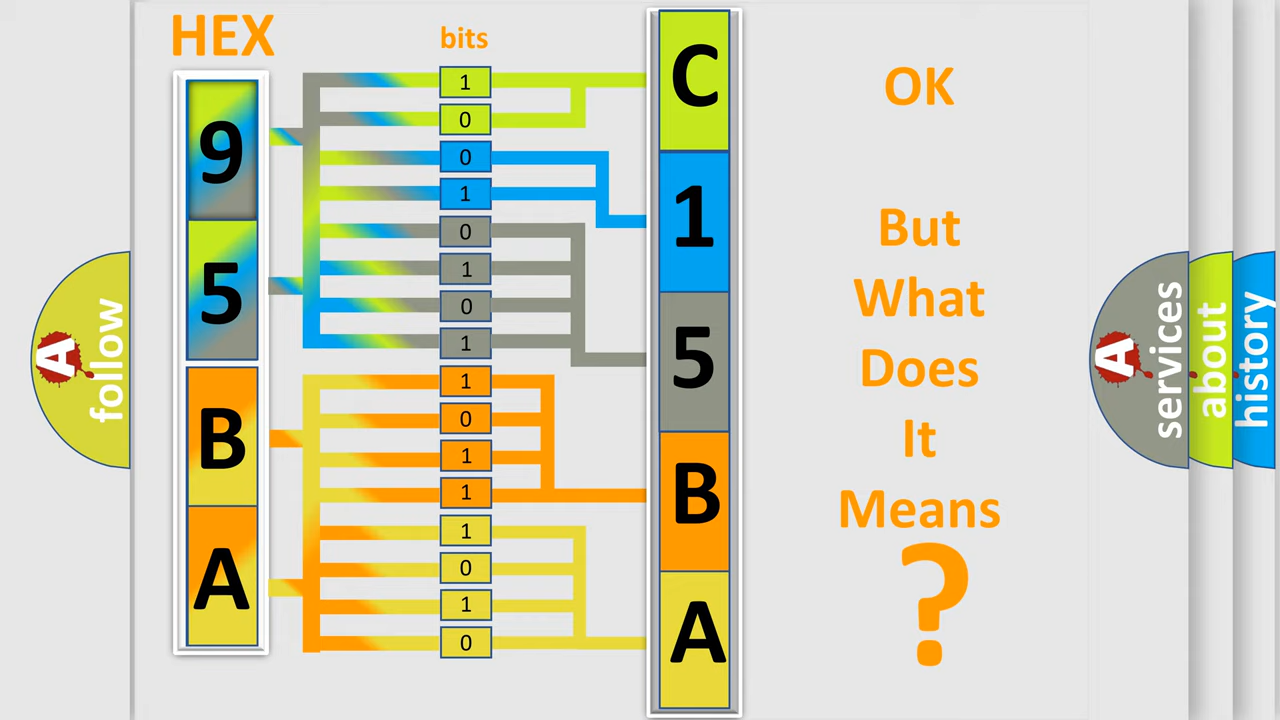 HEX
bits
9
5
B
A
1
0
0
1
0
1
0
1
1
0
1
1
1
0
1
0
C
1
5
B
A
OK
But
What
Does
It
Means
?
A
follow
A
services
about
history